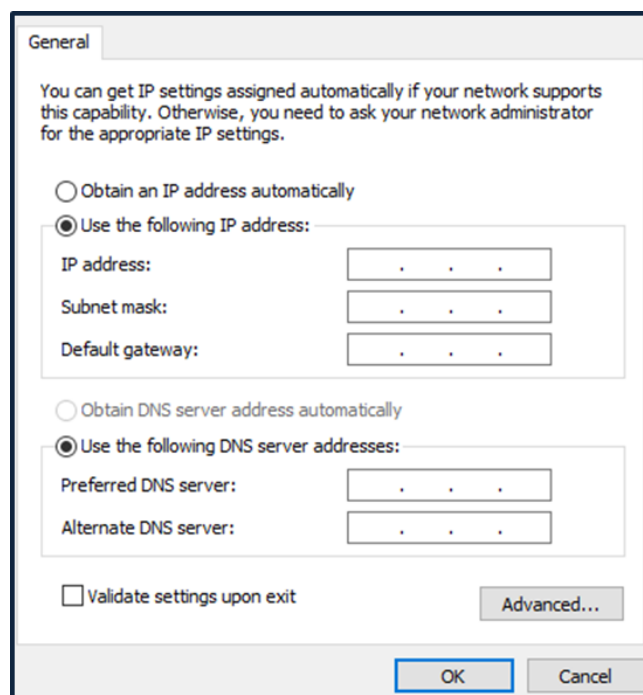 General
You can get IP settings assigned automatically if your network supports
this capability. Otherwise, you need to ask your network administrator
for the appropriate IP settings.
Obtain an IP address automatically
Use the following IP address:
IP address:
. . .
Subnet mask:
. . .
Default gateway:
. . .
Obtain DNS server address automatically
Use the following DNS server addresses:
Preferred DNS server:
. . .
Alternate DNS server:
. . .
Validate settings upon exit
Advanced...
OK
Cancel